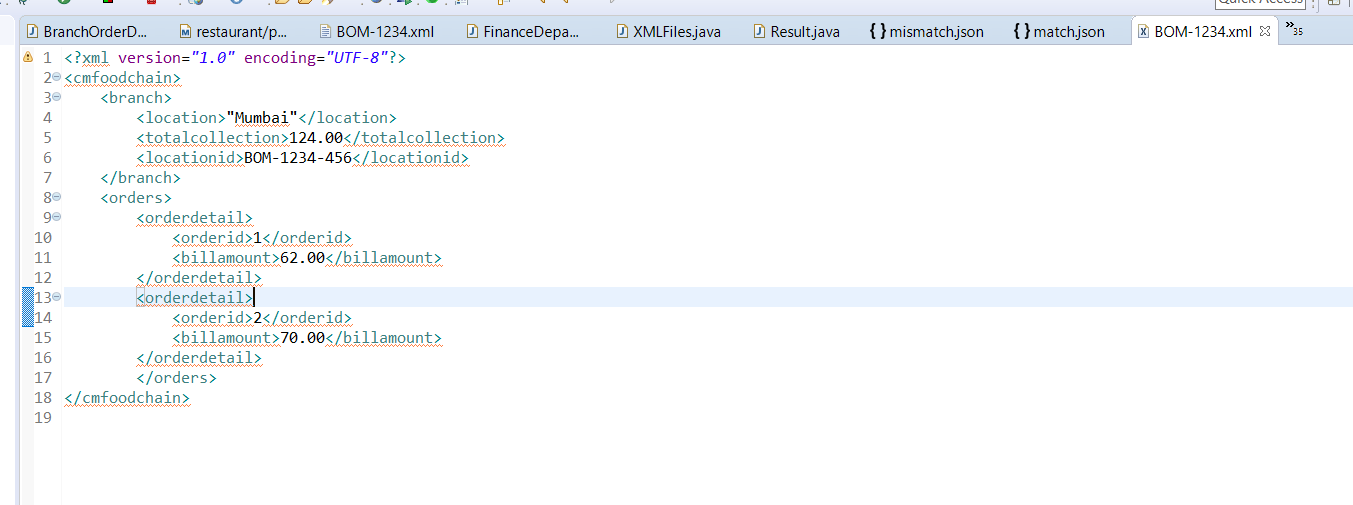 Quick Access
BranchOrderD...
restaurant/p...
BOM-1234.xml
FinanceDepa...
XMLFiles.java
Result.java
{ } mismatch.json
{ } match.json
BOM-1234.xml
»35
1 <?xml version="1.0" encoding="UTF-8"?>
2 <cmfoodchain>
3     <branch>
4         <location>"Mumbai"</location>
5         <totalcollection>124.00</totalcollection>
6         <locationid>BOM-1234-456</locationid>
7     </branch>
8     <orders>
9         <orderdetail>
10             <orderid>1</orderid>
11             <billamount>62.00</billamount>
12         </orderdetail>
13         <orderdetail>
14             <orderid>2</orderid>
15             <billamount>70.00</billamount>
16         </orderdetail>
17         </orders>
18 </cmfoodchain>
19